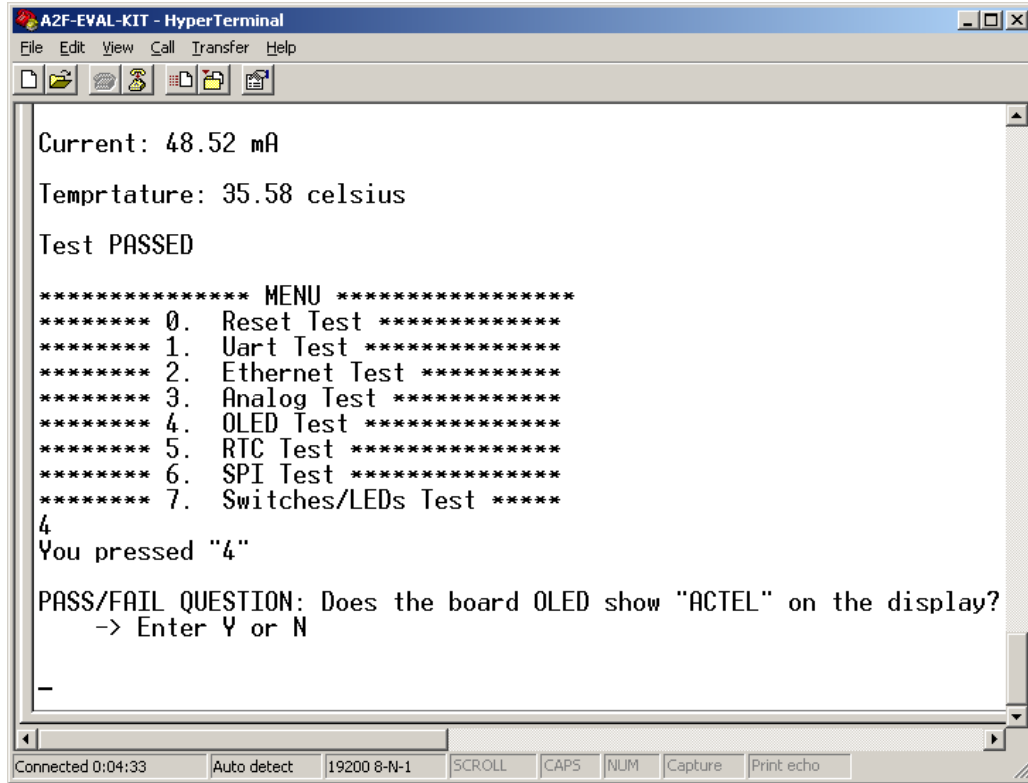 A2F-EVAL-KIT - HyperTerminal
File Edit View Call Transfer Help
Current: 48.52 mA
Temprtature: 35.58 celsius
Test PASSED
*************** MENU *****************
******** 0.  Reset Test *************
******** 1.  Uart Test **************
******** 2.  Ethernet Test **********
******** 3.  Analog Test ************
******** 4.  OLED Test **************
******** 5.  RTC Test ***************
******** 6.  SPI Test ***************
******** 7.  Switches/LEDs Test *****
4
You pressed "4"
PASS/FAIL QUESTION: Does the board OLED show "ACTEL" on the display?
    -> Enter Y or N
_
Connected 0:04:33 Auto detect 19200 8-N-1 SCROLL CAPS NUM Capture Print echo